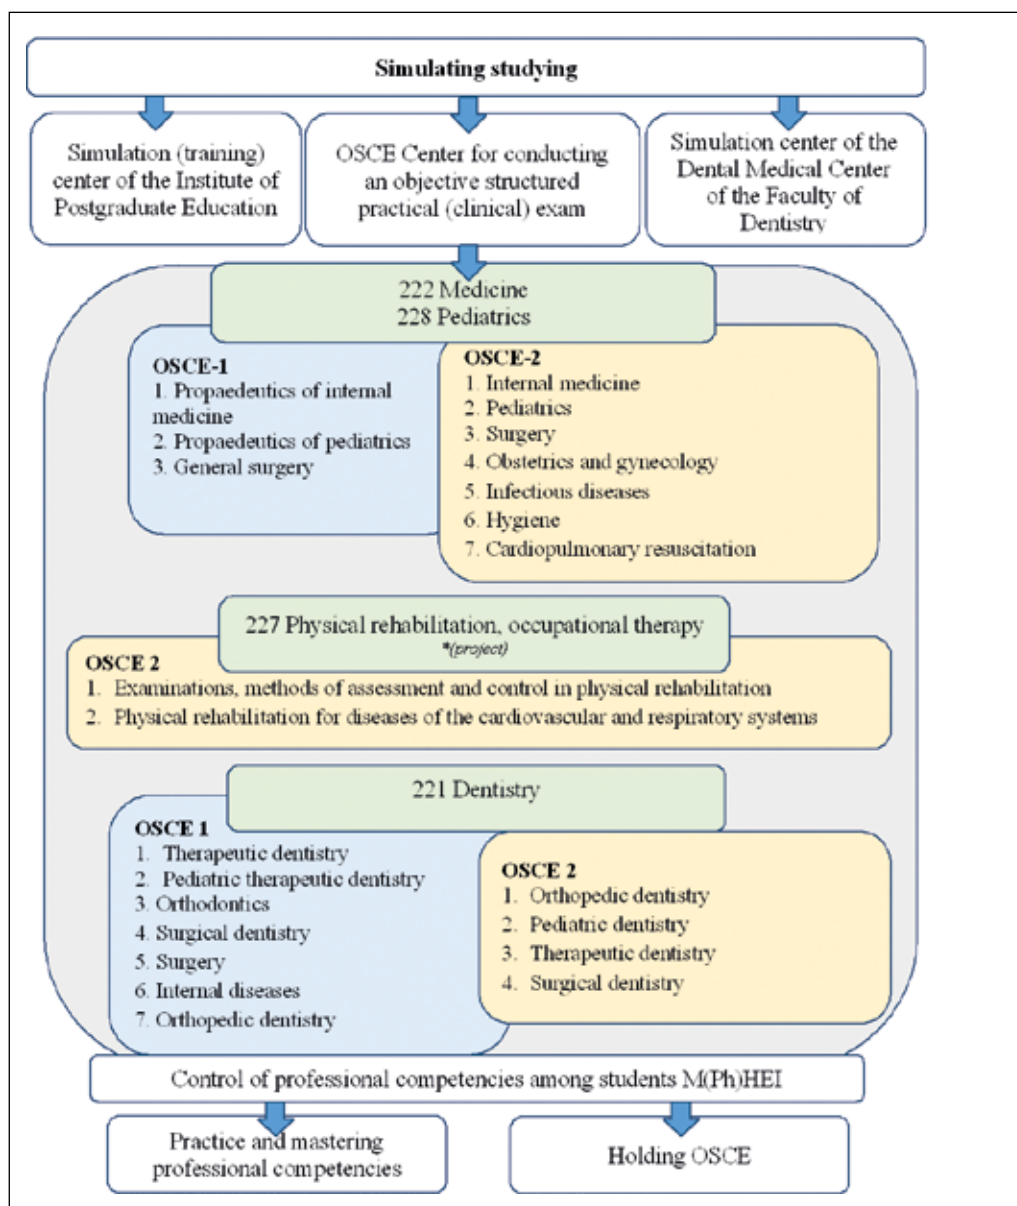 Simulating studying
Simulation (training)
center of the Institute of
Postgraduate Education
OSCE Center for conducting
an objective structured
practical (clinical) exam
Simulation center of the
Dental Medical Center
of the Faculty of
Dentistry
222 Medicine
228 Pediatrics
OSCE-1
1. Propaedeutics of internal
medicine
2. Propaedeutics of pediatrics
3. General surgery
OSCE-2
1. Internal medicine
2. Pediatrics
3. Surgery
4. Obstetrics and gynecology
5. Infectious diseases
6. Hygiene
7. Cardiopulmonary resuscitation
227 Physical rehabilitation, occupational therapy
*(project)
OSCE 2
1. Examinations, methods of assessment and control in physical rehabilitation
2. Physical rehabilitation for diseases of the cardiovascular and respiratory systems
221 Dentistry
OSCE 1
1. Therapeutic dentistry
2. Pediatric therapeutic dentistry
3. Orthodontics
4. Surgical dentistry
5. Surgery
6. Internal diseases
7. Orthopedic dentistry
OSCE 2
1. Orthopedic dentistry
2. Pediatric dentistry
3. Therapeutic dentistry
4. Surgical dentistry
Control of professional competencies among students M(Ph)HEI
Practice and mastering
professional competencies
Holding OSCE